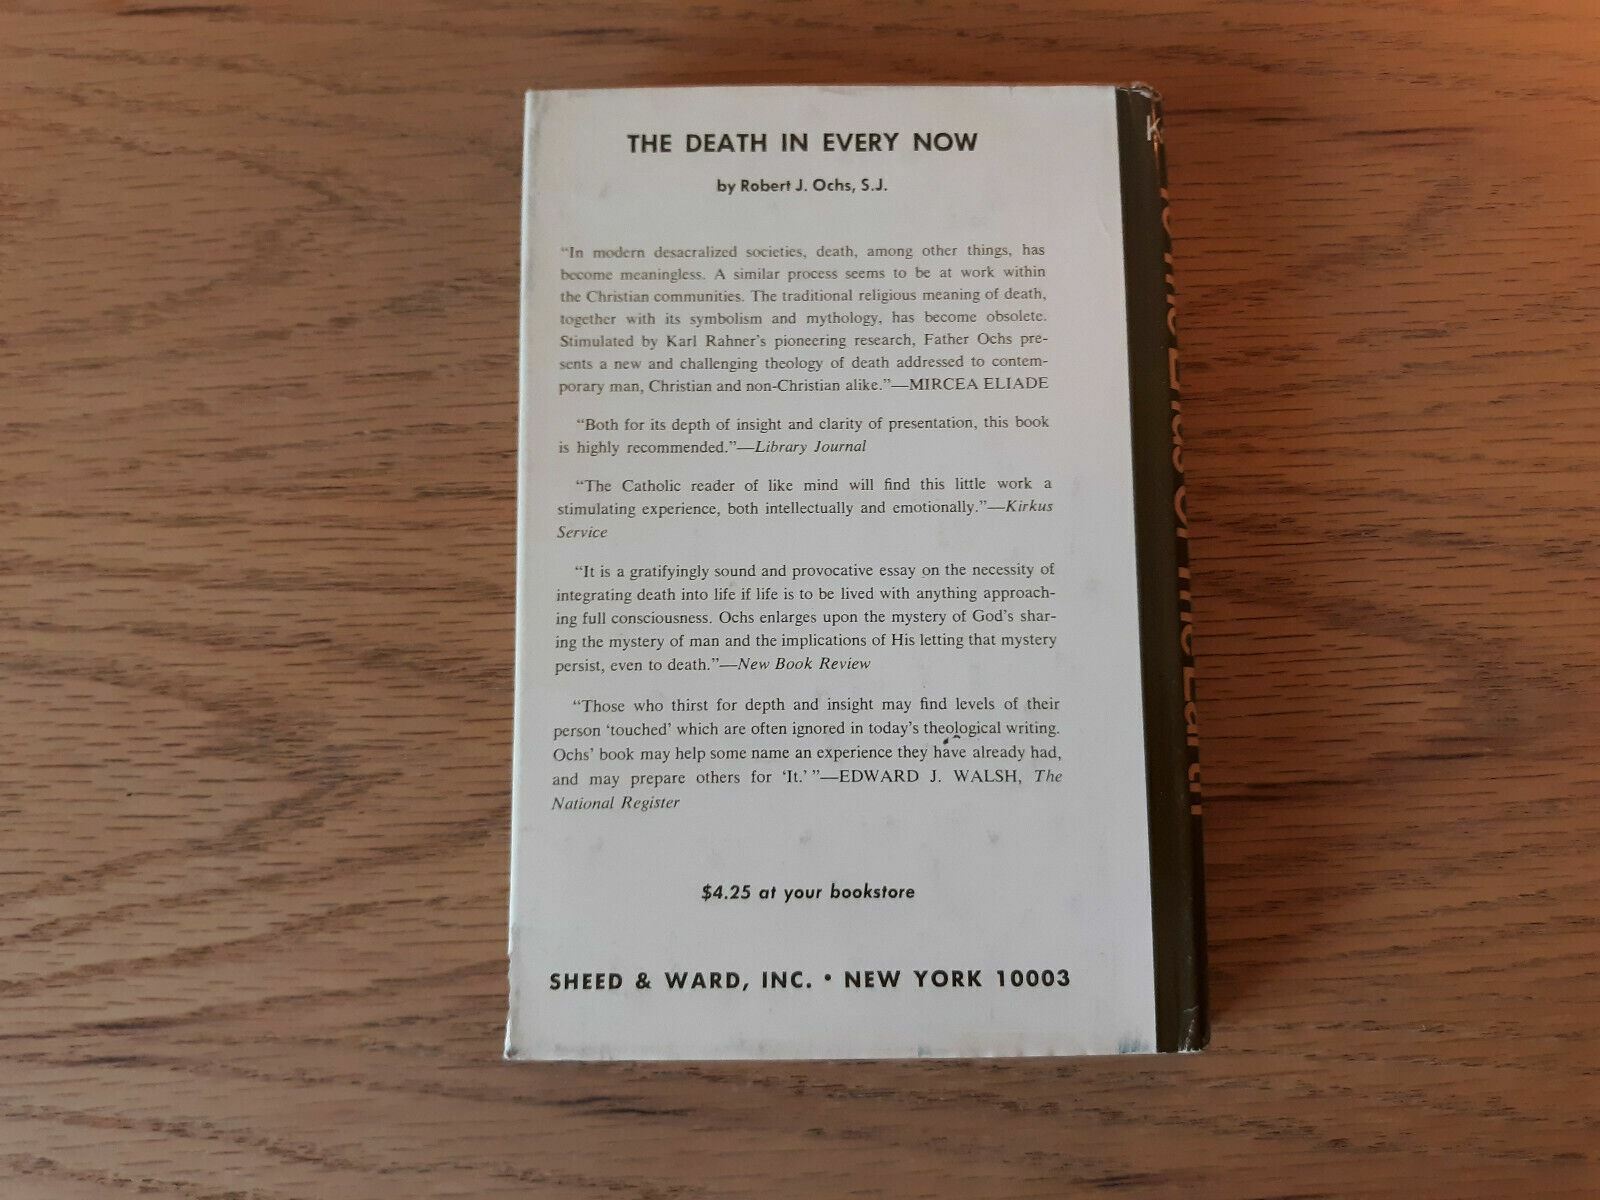 THE DEATH IN EVERY NOW
by Robert J. Ochs, S.J.
“In modern desacralized societies, death, among other things, has
become meaningless. A similar process seems to be at work within
the Christian communities. The traditional religious meaning of death,
together with its symbolism and mythology, has become obsolete.
Stimulated by Karl Rahner’s pioneering research, Father Ochs pre-
sents a new and challenging theology of death addressed to contem-
porary man, Christian and non-Christian alike.”—MIRCEA ELIADE
“Both for its depth of insight and clarity of presentation, this book
is highly recommended.”—Library Journal
“The Catholic reader of like mind will find this little work a
stimulating experience, both intellectually and emotionally.”—Kirkus
Service
“It is a gratifyingly sound and provocative essay on the necessity of
integrating death into life if life is to be lived with anything approach-
ing full consciousness. Ochs enlarges upon the mystery of God’s shar-
ing the mystery of man and the implications of His letting that mystery
persist, even to death.”—New Book Review
“Those who thirst for depth and insight may find levels of their
person ‘touched’ which are often ignored in today’s theological writing.
Ochs’ book may help some name an experience they have already had,
and may prepare others for ‘It.’ ”—EDWARD J. WALSH, The
National Register
$4.25 at your bookstore
SHEED & WARD, INC. • NEW YORK 10003
To The Ends Of The Earth